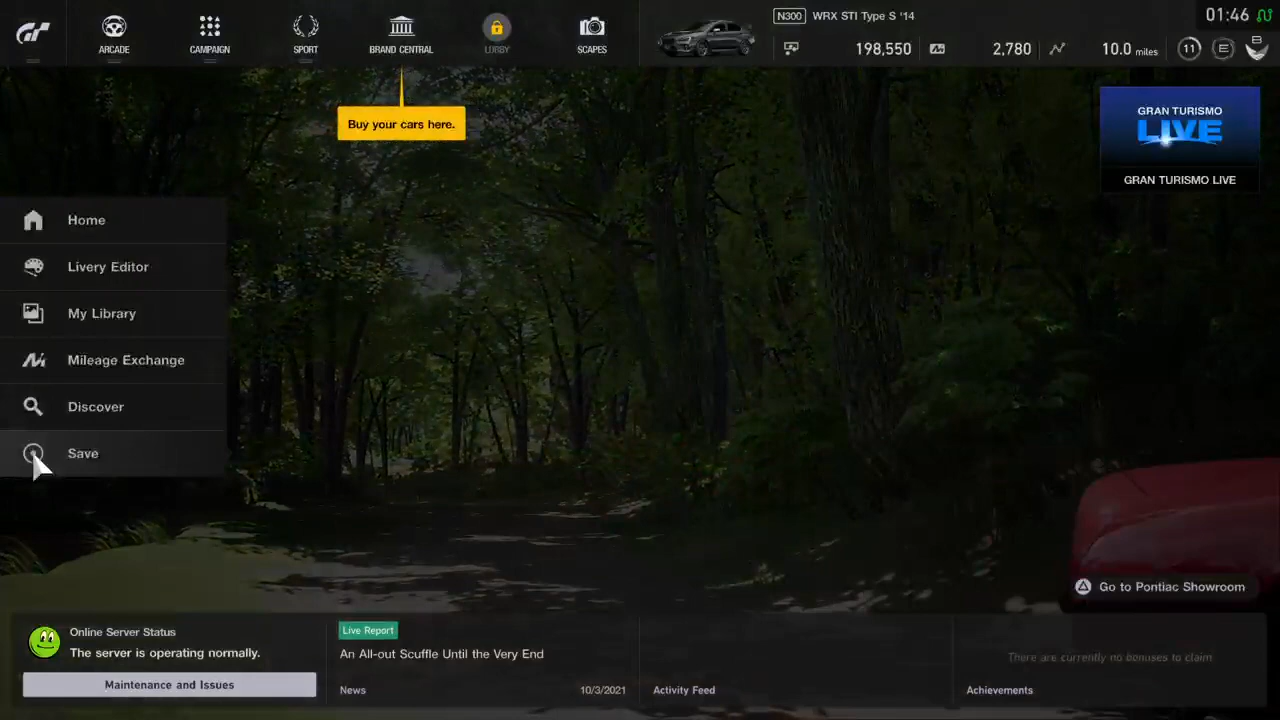 ARCADE
CAMPAIGN
SPORT
BRAND CENTRAL
LOBBY
SCAPES
N300 WRX STI Type S '14
198,550
2,780
10.0 miles
01:46
11
E
B
Buy your cars here.
GRAN TURISMO
LIVE
GRAN TURISMO LIVE
Home
Livery Editor
My Library
Mileage Exchange
Discover
Save
Go to Pontiac Showroom
Online Server Status
The server is operating normally.
Maintenance and Issues
Live Report
An All-out Scuffle Until the Very End
News 10/3/2021
Activity Feed
There are currently no bonuses to claim
Achievements